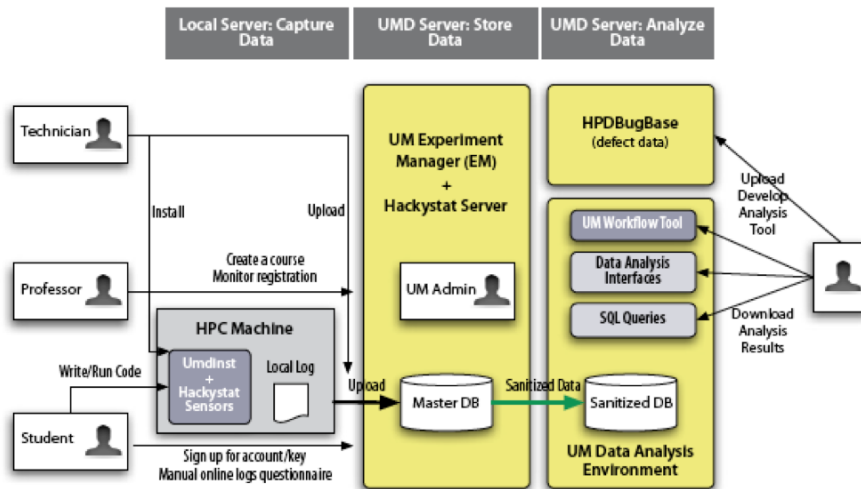 Local Server: Capture
Data
UMD Server: Store
Data
UMD Server: Analyze
Data
Technician
UM Experiment
Manager (EM)
+
Hackystat Server
HPDBugBase
(defect data)
Install
Upload
Upload
Develop
Analysis
Tool
UM Workflow Tool
Create a course
Monitor registration
Professor
UM Admin
Data Analysis
Interfaces
SQL Queries
HPC Machine
Download
Analysis
Results
Write/Run Code
UmdInst
+
Hackystat
Sensors
Local Log
Upload
Master DB
Sanitized Data
Sanitized DB
Student
Sign up for account/key
Manual online logs questionnaire
UM Data Analysis
Environment